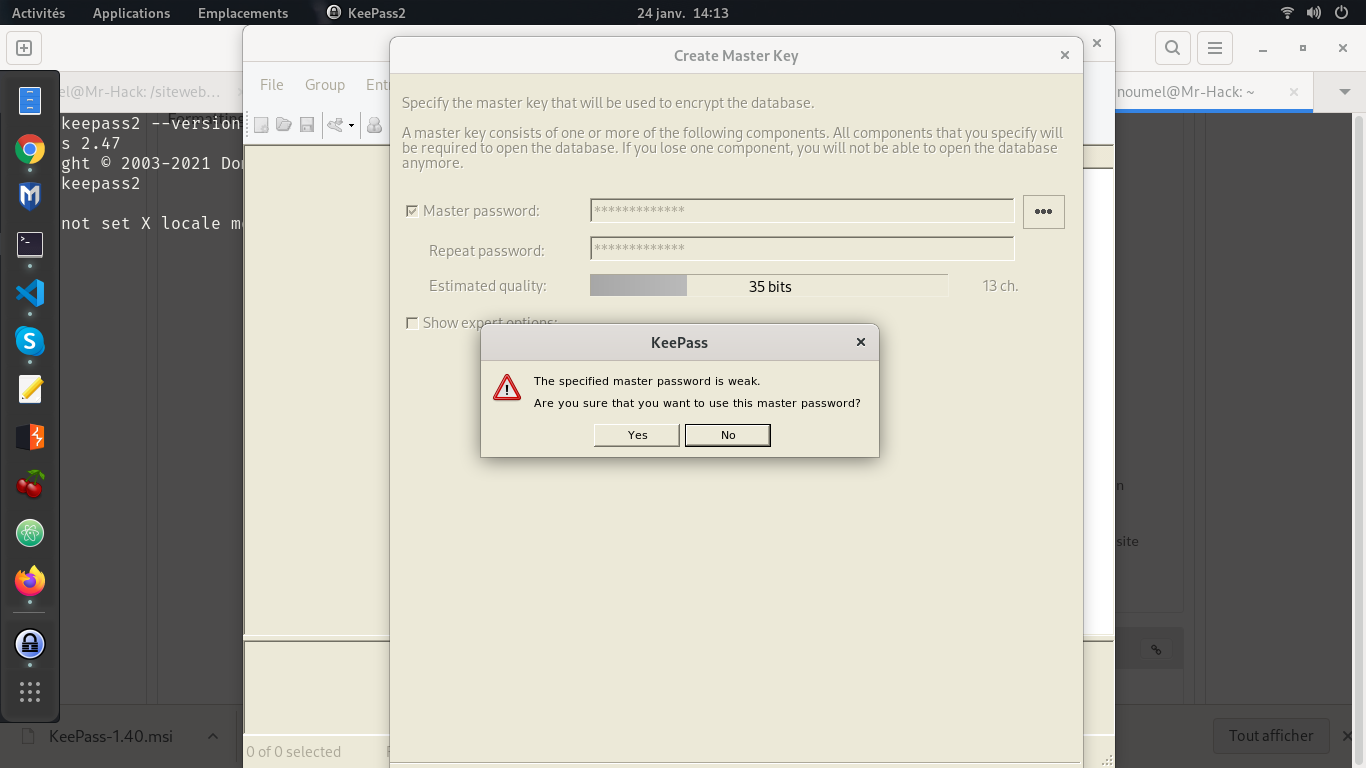 Activités Applications Emplacements KeePass2 24 janv. 14:13
Create Master Key
File Group
noumel@Mr-Hack: ~
el@Mr-Hack: /siteweb…
keepass2 --version
s 2.47
ght © 2003-2021
keepass2
not set X locale
Specify the master key that will be used to encrypt the database.
A master key consists of one or more of the following components. All components that you specify will
be required to open the database. If you lose one component, you will not be able to open the database
anymore.
Master password: *************
Repeat password: *************
Estimated quality: 35 bits 13 ch.
Show expert options:
KeePass
The specified master password is weak.
Are you sure that you want to use this master password?
Yes No
site
0 of 0 selected
KeePass-1.40.msi
Tout afficher